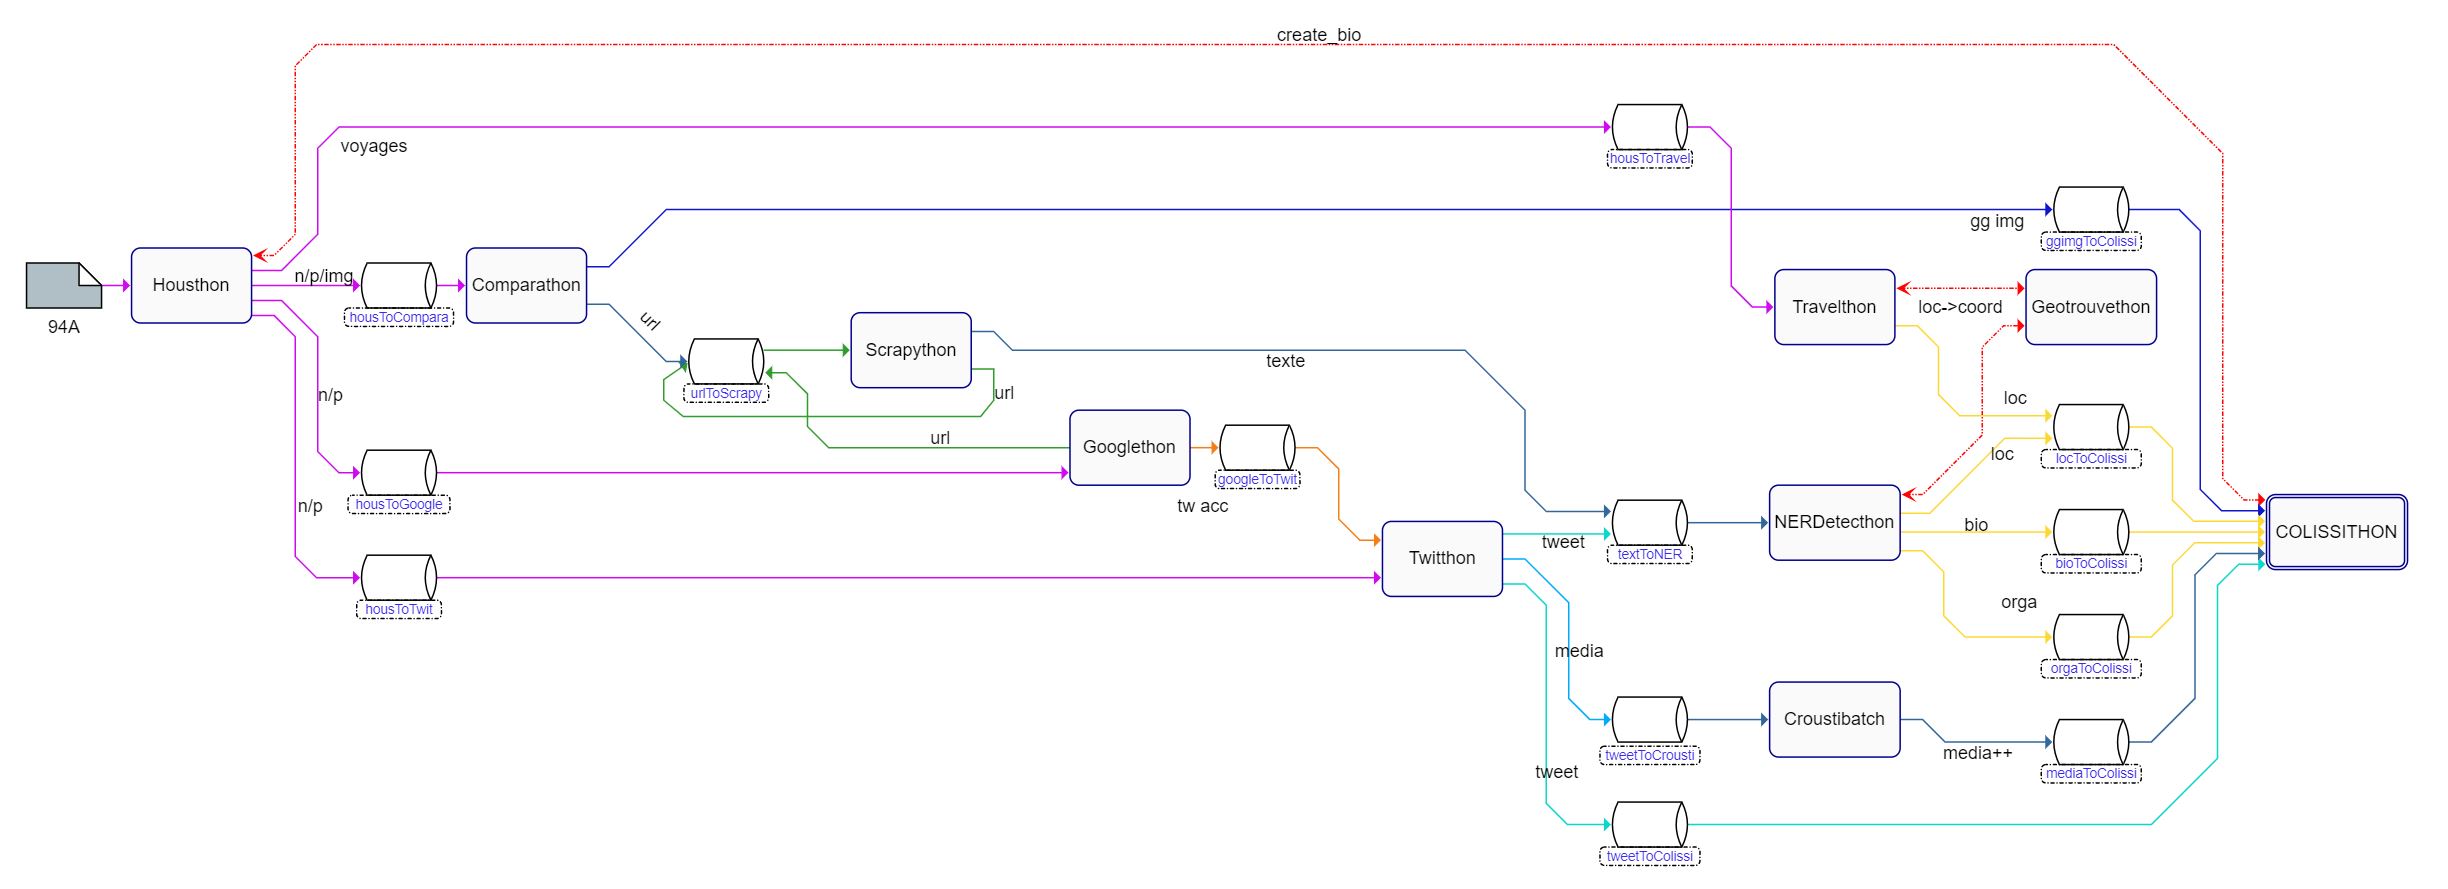 create_bio
voyages
housToTravel
gg img
ggimgToColissi
94A
Housthon
n/p/img
housToCompara
Comparathon
url
urlToScrapy
Scrapython
url
texte
Travelthon
loc->coord
Geotrouvethon
n/p
housToGoogle
url
Googlethon
googleToTwit
tw acc
loc
loc
locToColissi
n/p
housToTwit
Twitthon
tweet
textToNER
NERDetecthon
bio
bioToColissi
COLISSITHON
orga
orgaToColissi
media
tweetToCrousti
Croustibatch
media++
mediaToColissi
tweet
tweetToColissi